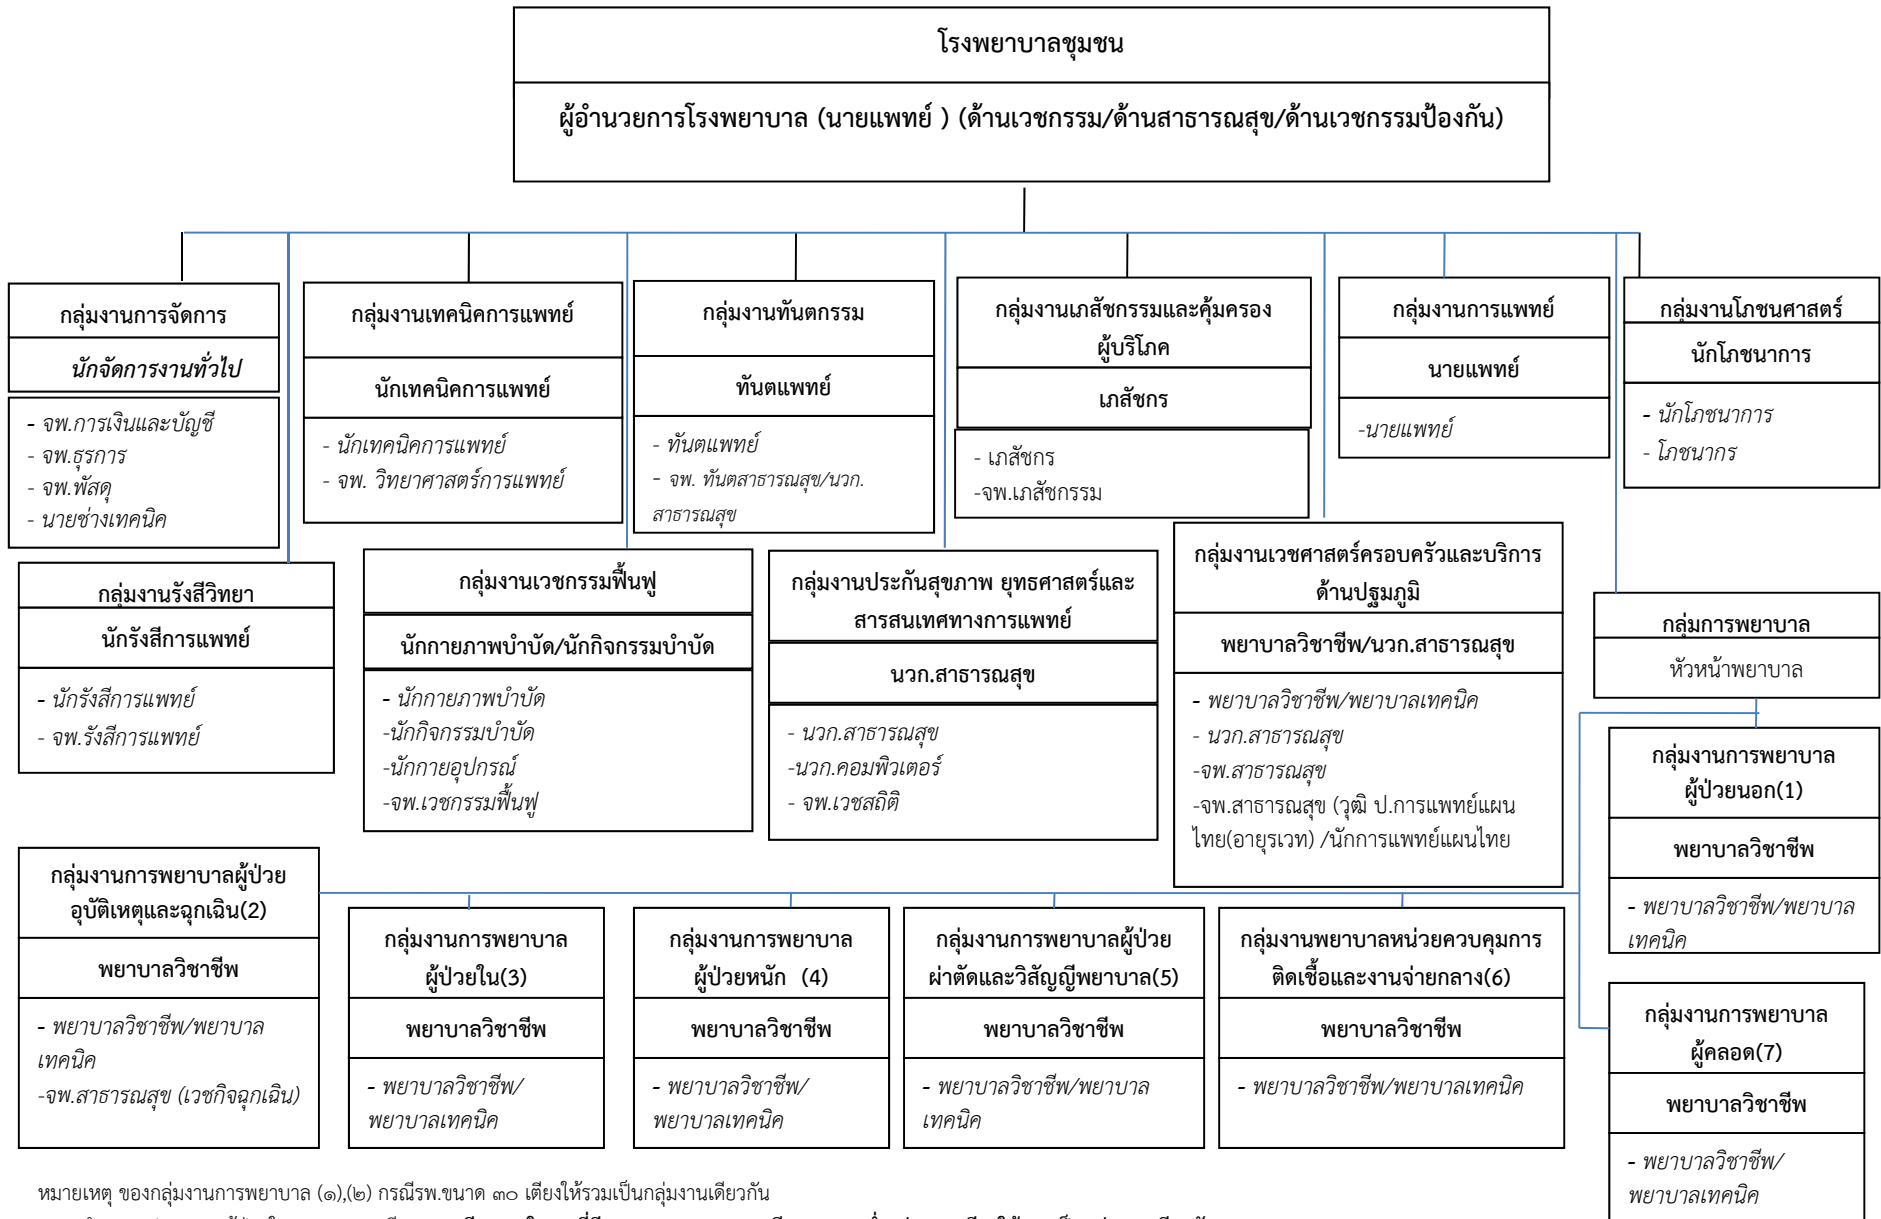 โรงพยาบาลชุมชน
ผู้อำนวยการโรงพยาบาล (นายแพทย์ ) (ด้านเวชกรรม/ด้านสาธารณสุข/ด้านเวชกรรมป้องกัน)
กลุ่มงานการจัดการ
นักจัดการงานทั่วไป
- จพ.การเงินและบัญชี
- จพ.ธุรการ
- จพ.พัสดุ
- นายช่างเทคนิค
กลุ่มงานเทคนิคการแพทย์
นักเทคนิคการแพทย์
- นักเทคนิคการแพทย์
- จพ. วิทยาศาสตร์การแพทย์
กลุ่มงานทันตกรรม
ทันตแพทย์
- ทันตแพทย์
- จพ. ทันตสาธารณสุข/นวก.
สาธารณสุข
กลุ่มงานเภสัชกรรมและคุ้มครอง
ผู้บริโภค
เภสัชกร
- เภสัชกร
-จพ.เภสัชกรรม
กลุ่มงานการแพทย์
นายแพทย์
-นายแพทย์
กลุ่มงานโภชนศาสตร์
นักโภชนาการ
- นักโภชนาการ
- โภชนากร
กลุ่มงานรังสีวิทยา
นักรังสีการแพทย์
- นักรังสีการแพทย์
- จพ.รังสีการแพทย์
กลุ่มงานเวชกรรมฟื้นฟู
นักกายภาพบำบัด/นักกิจกรรมบำบัด
- นักกายภาพบำบัด
-นักกิจกรรมบำบัด
-นักกายอุปกรณ์
-จพ.เวชกรรมฟื้นฟู
กลุ่มงานประกันสุขภาพ ยุทธศาสตร์และ
สารสนเทศทางการแพทย์
นวก.สาธารณสุข
- นวก.สาธารณสุข
-นวก.คอมพิวเตอร์
- จพ.เวชสถิติ
กลุ่มงานเวชศาสตร์ครอบครัวและบริการ
ด้านปฐมภูมิ
พยาบาลวิชาชีพ/นวก.สาธารณสุข
- พยาบาลวิชาชีพ/พยาบาลเทคนิค
- นวก.สาธารณสุข
-จพ.สาธารณสุข
-จพ.สาธารณสุข (วุฒิ ป.การแพทย์แผน
ไทย(อายุรเวท) /นักการแพทย์แผนไทย
กลุ่มการพยาบาล
หัวหน้าพยาบาล
กลุ่มงานการพยาบาล
ผู้ป่วยนอก(1)
พยาบาลวิชาชีพ
- พยาบาลวิชาชีพ/พยาบาล
เทคนิค
กลุ่มงานการพยาบาลผู้ป่วย
อุบัติเหตุและฉุกเฉิน(2)
พยาบาลวิชาชีพ
- พยาบาลวิชาชีพ/พยาบาล
เทคนิค
-จพ.สาธารณสุข (เวชกิจฉุกเฉิน)
กลุ่มงานการพยาบาล
ผู้ป่วยใน(3)
พยาบาลวิชาชีพ
- พยาบาลวิชาชีพ/
พยาบาลเทคนิค
กลุ่มงานการพยาบาล
ผู้ป่วยหนัก (4)
พยาบาลวิชาชีพ
- พยาบาลวิชาชีพ/
พยาบาลเทคนิค
กลุ่มงานการพยาบาลผู้ป่วย
ผ่าตัดและวิสัญญีพยาบาล(5)
พยาบาลวิชาชีพ
- พยาบาลวิชาชีพ/พยาบาล
เทคนิค
กลุ่มงานพยาบาลหน่วยควบคุมการ
ติดเชื้อและงานจ่ายกลาง(6)
พยาบาลวิชาชีพ
- พยาบาลวิชาชีพ/พยาบาลเทคนิค
กลุ่มงานการพยาบาล
ผู้คลอด(7)
พยาบาลวิชาชีพ
- พยาบาลวิชาชีพ/
พยาบาลเทคนิค
หมายเหตุ ของกลุ่มงานการพยาบาล (๑),(๒) กรณีรพ.ขนาด ๓๐ เตียงให้รวมเป็นกลุ่มงานเดียวกัน